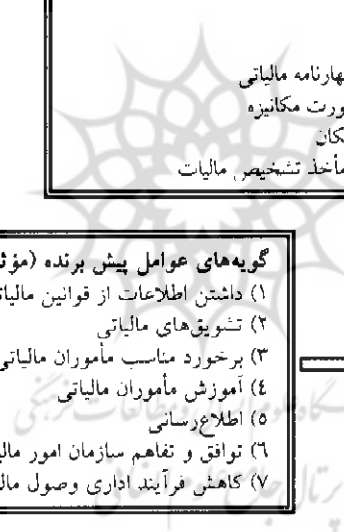 هارنامه مالیاتی
ورت مکانیزه
کان
مأخذ تشخیص مالیات
گویه‌های عوامل پیش برنده (مؤث
۱) داشتن اطلاعات از قوانین مالیات
۲) تشویق‌های مالیاتی
۳) برخورد مناسب مأموران مالیاتی
٤) آموزش مأموران مالیاتی
٥) اطلاع‌رسانی
٦) توافق و تفاهم سازمان امور مالی
۷) کاهش فرآیند اداری وصول مال